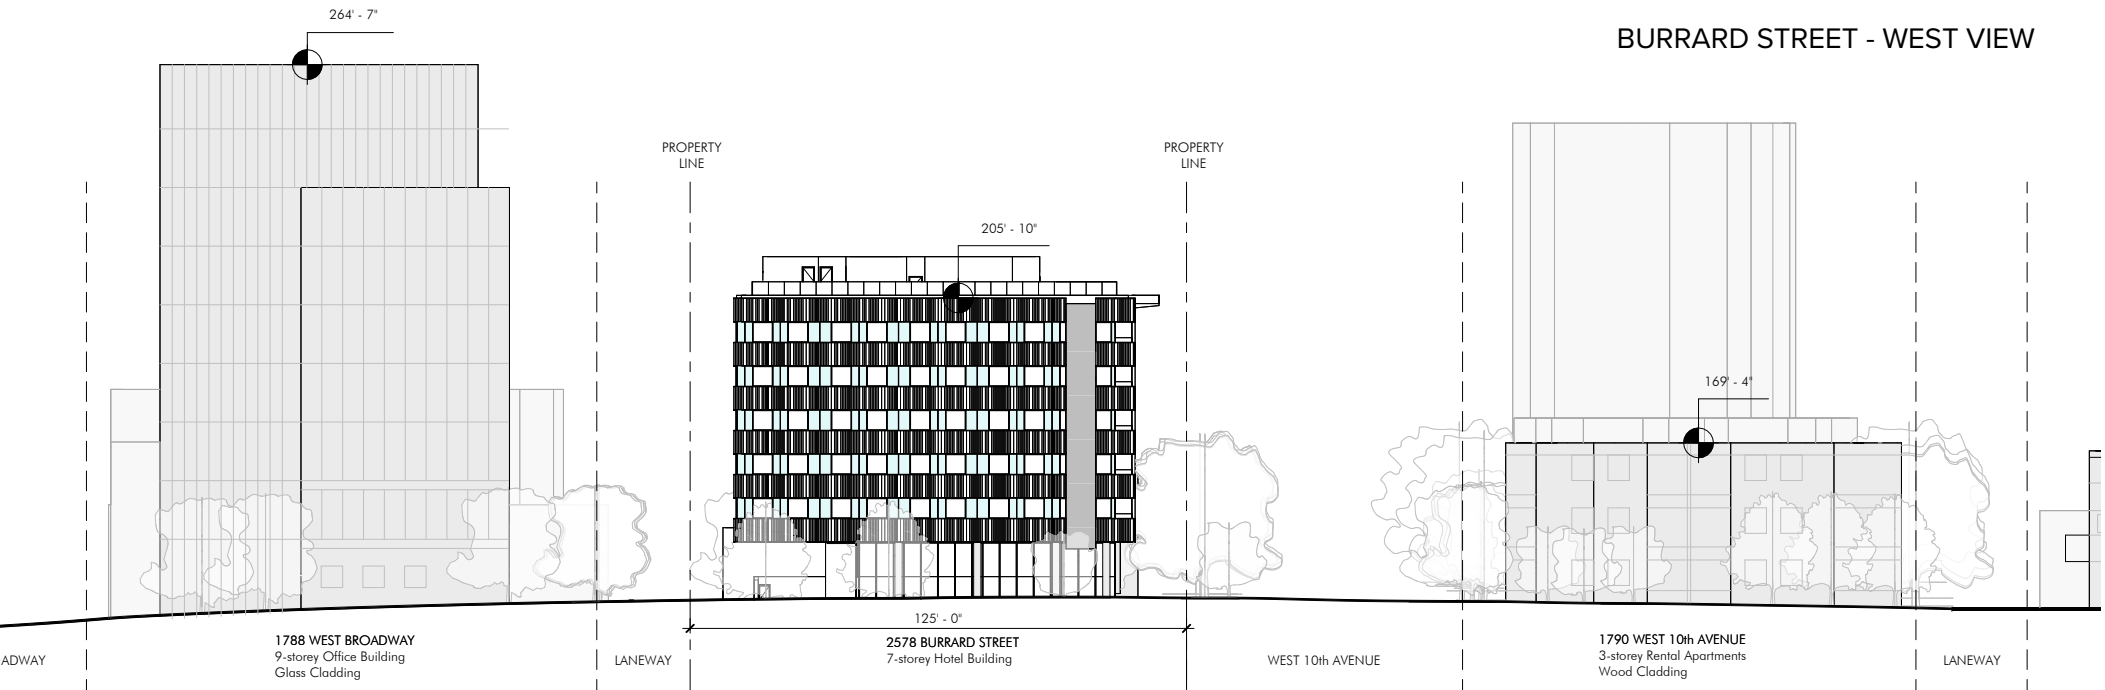 264' - 7"
BURRARD STREET - WEST VIEW
PROPERTY
LINE
PROPERTY
LINE
205' - 10"
169' - 4"
125' - 0"
ADWAY
1788 WEST BROADWAY
9-storey Office Building
Glass Cladding
LANEWAY
2578 BURRARD STREET
7-storey Hotel Building
WEST 10th AVENUE
1790 WEST 10th AVENUE
3-storey Rental Apartments
Wood Cladding
LANEWAY